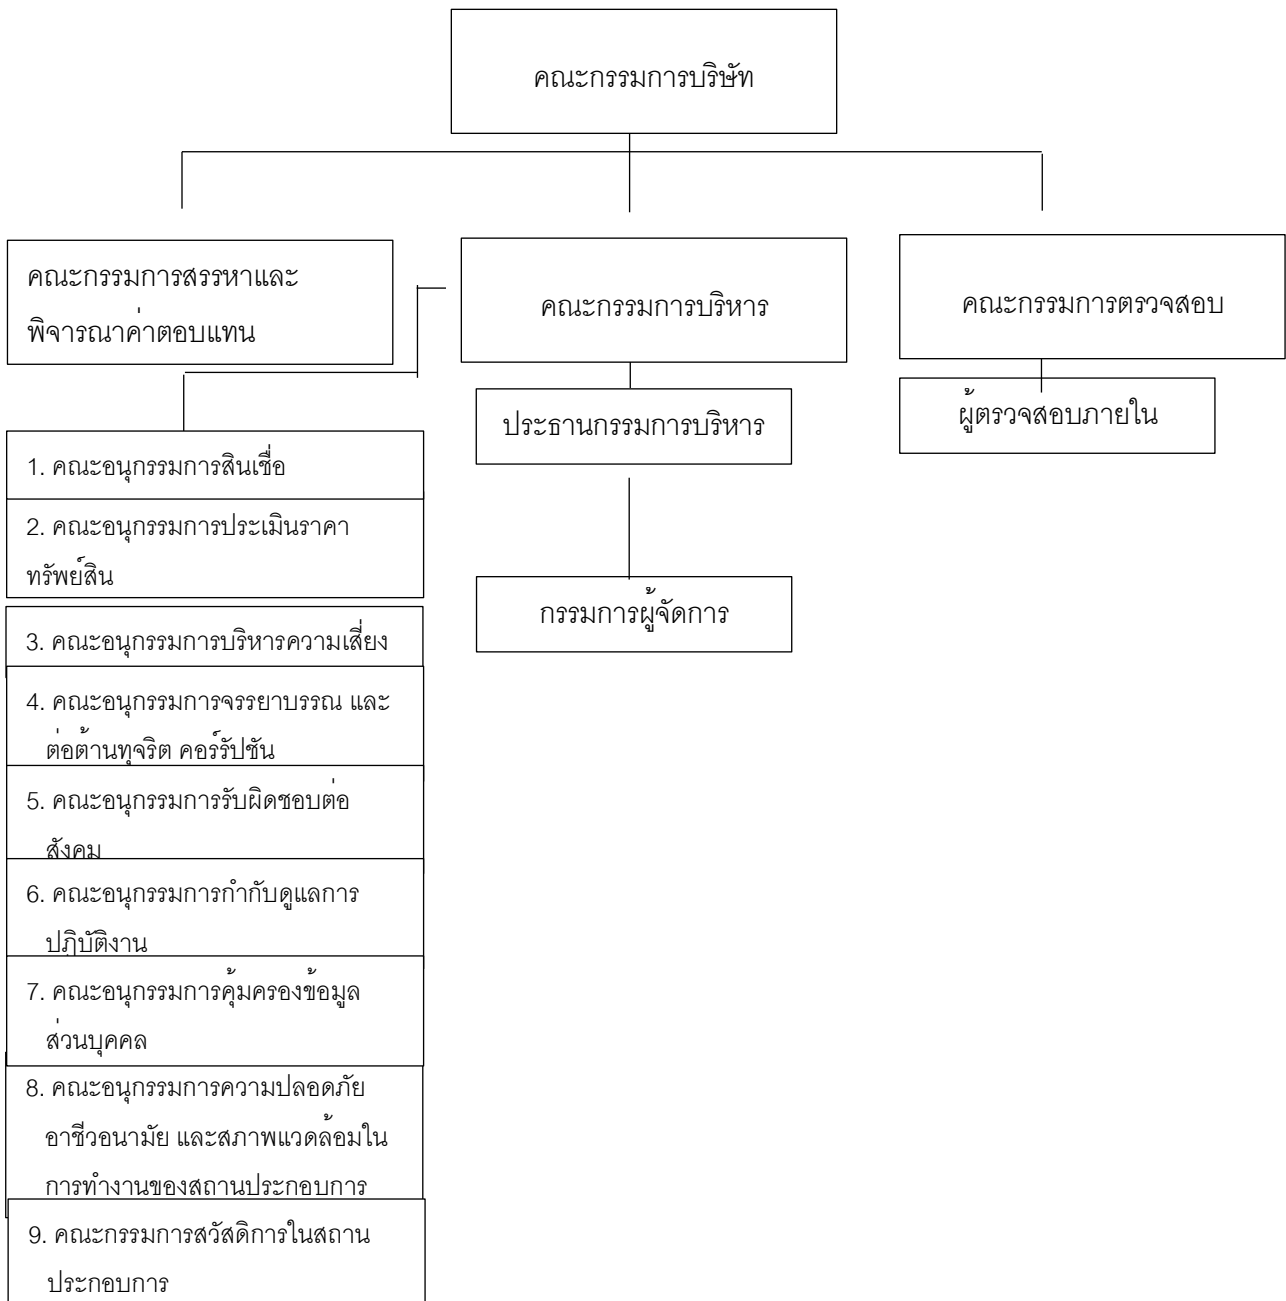 คณะกรรมการบริษัท
คณะกรรมการสรรหาและ
พิจารณาค่าตอบแทน
คณะกรรมการบริหาร
คณะกรรมการตรวจสอบ
ประธานกรรมการบริหาร
ผู้ตรวจสอบภายใน
กรรมการผู้จัดการ
1. คณะอนุกรรมการสินเชื่อ
2. คณะอนุกรรมการประเมินราคา
ทรัพย์สิน
3. คณะอนุกรรมการบริหารความเสี่ยง
4. คณะอนุกรรมการจรรยาบรรณ และ
ต่อต้านทุจริต คอร์รัปชัน
5. คณะอนุกรรมการรับผิดชอบต่อ
สังคม
6. คณะอนุกรรมการกำกับดูแลการ
ปฏิบัติงาน
7. คณะอนุกรรมการคุ้มครองข้อมูล
ส่วนบุคคล
8. คณะอนุกรรมการความปลอดภัย
อาชีวอนามัย และสภาพแวดล้อมใน
การทำงานของสถานประกอบการ
9. คณะกรรมการสวัสดิการในสถาน
ประกอบการ